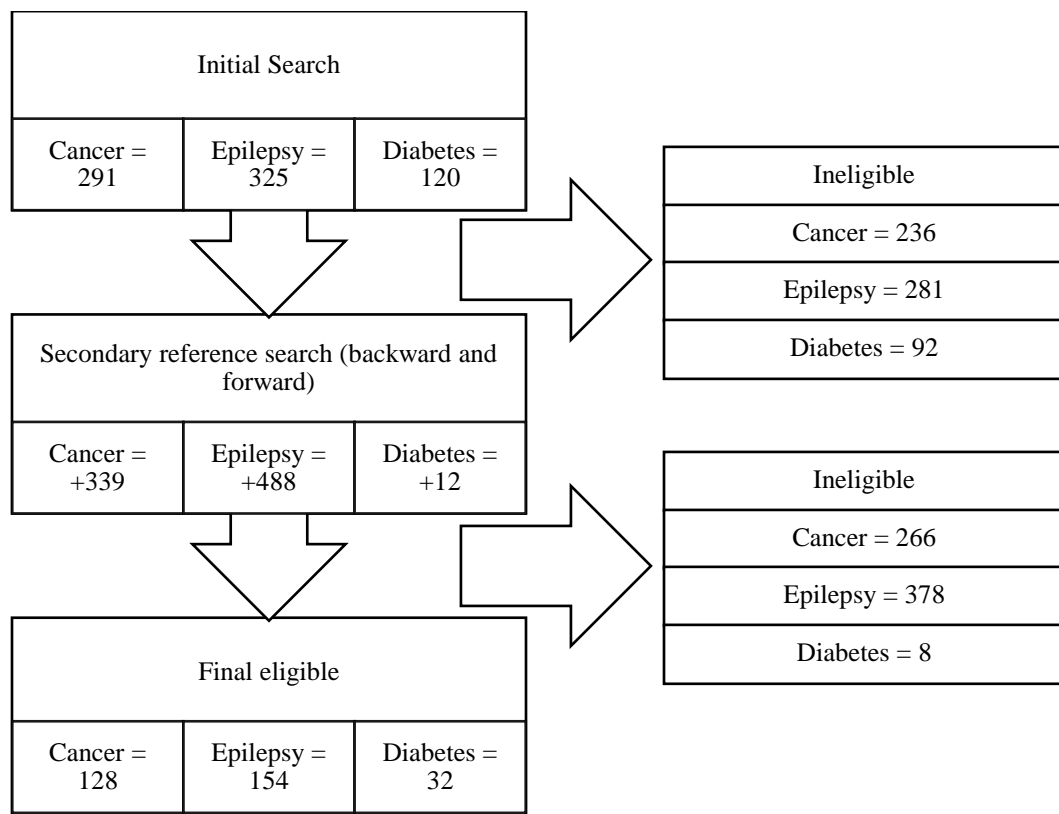 Initial Search
Cancer =
291
Epilepsy =
325
Diabetes =
120
Ineligible
Cancer = 236
Epilepsy = 281
Diabetes = 92
Secondary reference search (backward and
forward)
Cancer =
+339
Epilepsy =
+488
Diabetes =
+12
Ineligible
Cancer = 266
Epilepsy = 378
Diabetes = 8
Final eligible
Cancer =
128
Epilepsy =
154
Diabetes =
32